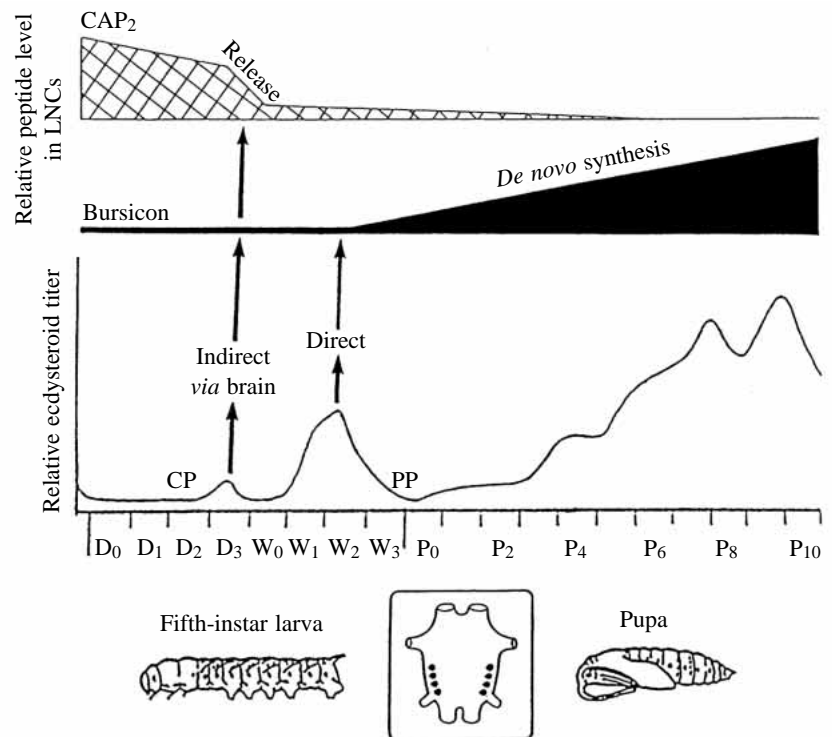 CAP₂
Release
Relative peptide level
in LNCs
De novo synthesis
Bursicon
Relative ecdysteroid titer
Indirect
via brain
Direct
CP
PP
D₀ D₁ D₂ D₃ W₀ W₁ W₂ W₃ P₀ P₂ P₄ P₆ P₈ P₁₀
Fifth-instar larva
Pupa